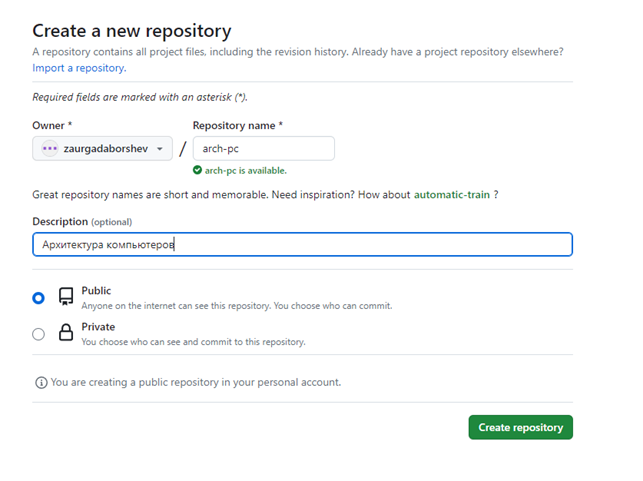 Create a new repository
A repository contains all project files, including the revision history. Already have a project repository elsewhere?
Import a repository.
Required fields are marked with an asterisk (*).
Owner * Repository name *
zaurgadaborshev / arch-pc
arch-pc is available.
Great repository names are short and memorable. Need inspiration? How about automatic-train ?
Description (optional)
Архитектура компьютеров
Public
Anyone on the internet can see this repository. You choose who can commit.
Private
You choose who can see and commit to this repository.
You are creating a public repository in your personal account.
Create repository